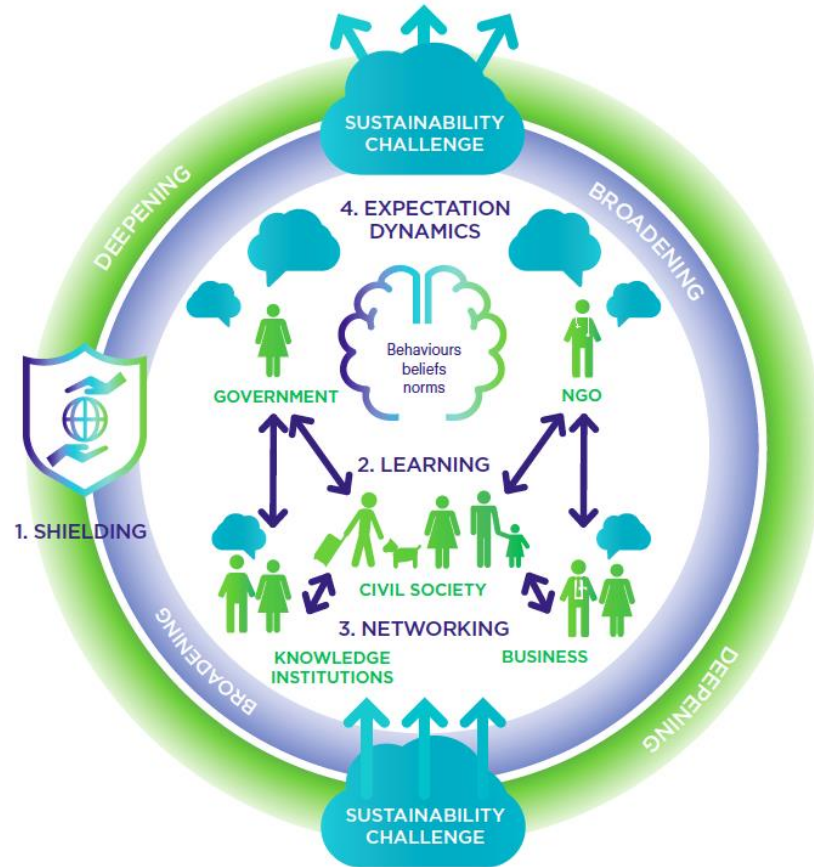 SUSTAINABILITY
CHALLENGE
DEEPENING
BROADENING
4. EXPECTATION
DYNAMICS
Behaviours
beliefs
norms
GOVERNMENT
NGO
2. LEARNING
1. SHIELDING
CIVIL SOCIETY
3. NETWORKING
KNOWLEDGE
INSTITUTIONS
BUSINESS
BROADENING
DEEPENING
SUSTAINABILITY
CHALLENGE